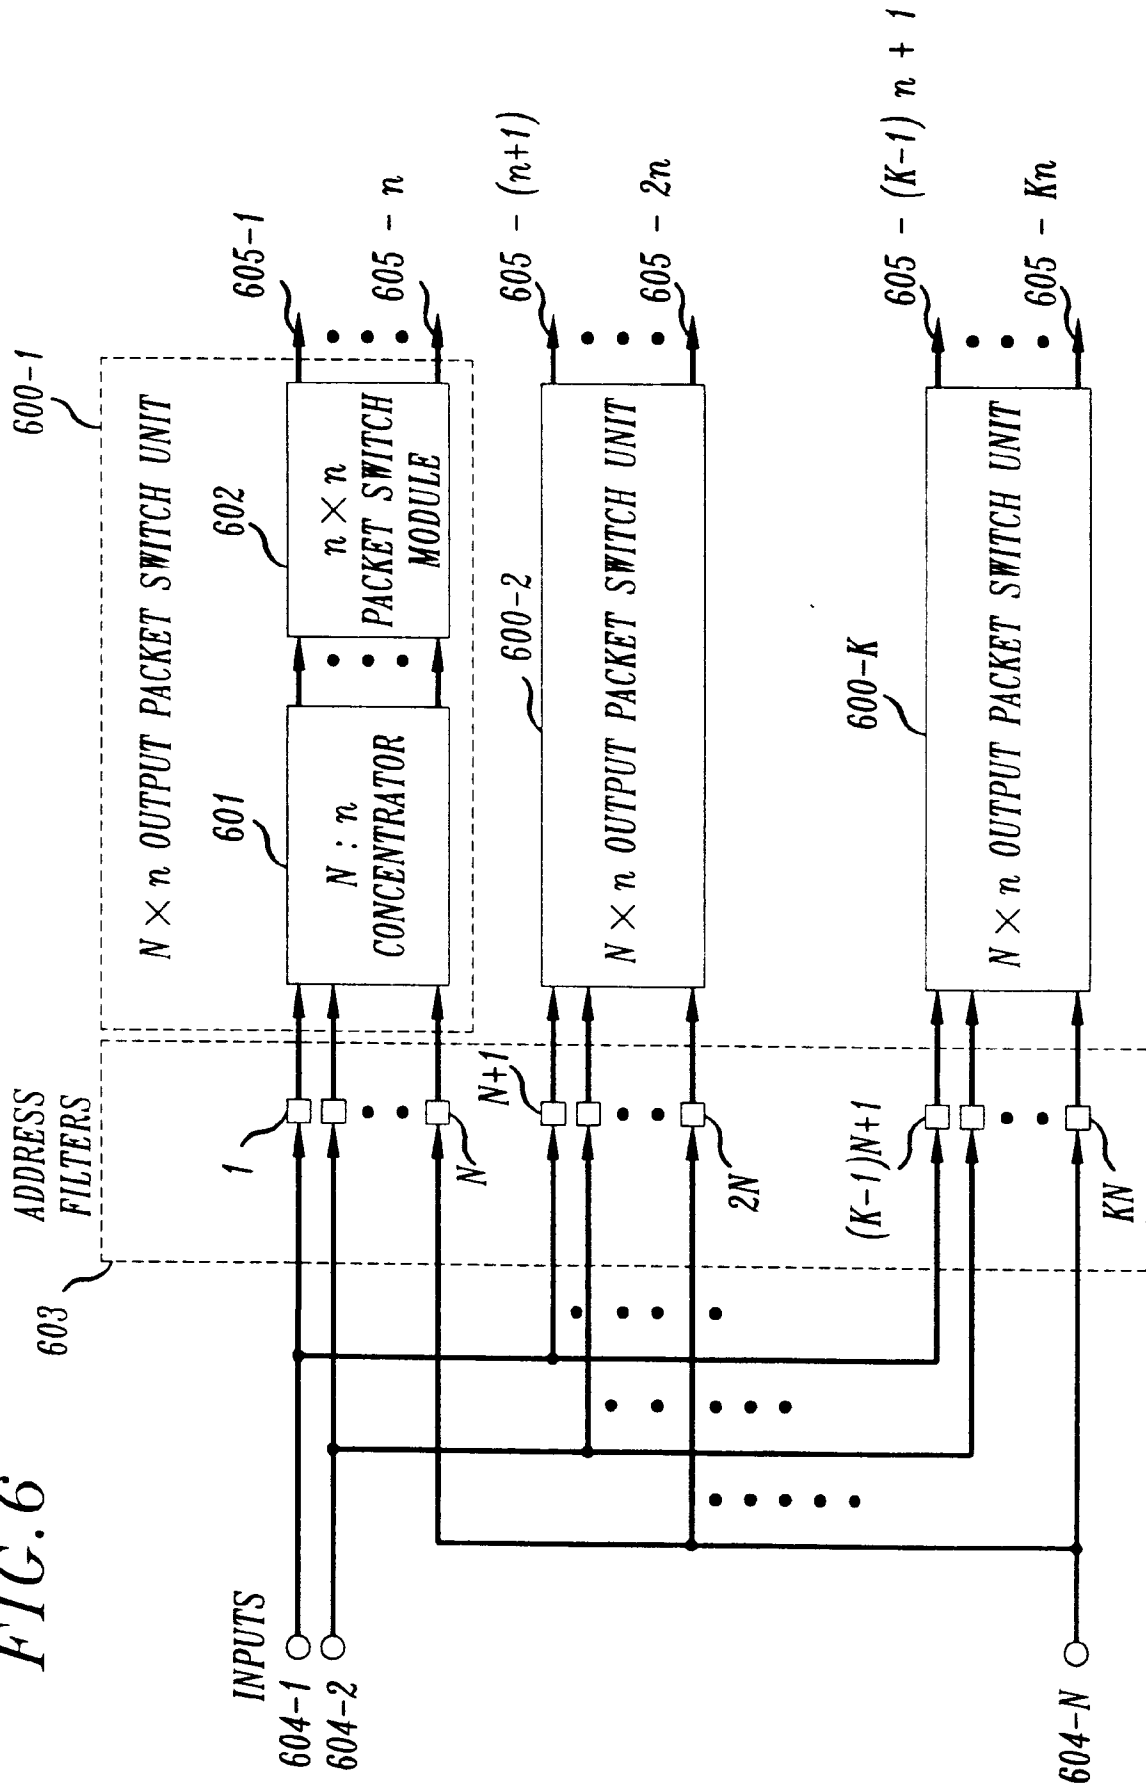 FIG. 6
ADDRESS
FILTERS
603
600-1
N × n OUTPUT PACKET SWITCH UNIT
INPUTS
604-1
604-2
604-N
1
N
601
N : n
CONCENTRATOR
602
n × n
PACKET SWITCH
MODULE
605-1
605 - n
N+1
2N
600-2
N × n OUTPUT PACKET SWITCH UNIT
605 - (n+1)
605 - 2n
(K-1)N+1
KN
600-K
N × n OUTPUT PACKET SWITCH UNIT
605 - (K-1) n + 1
605 - Kn